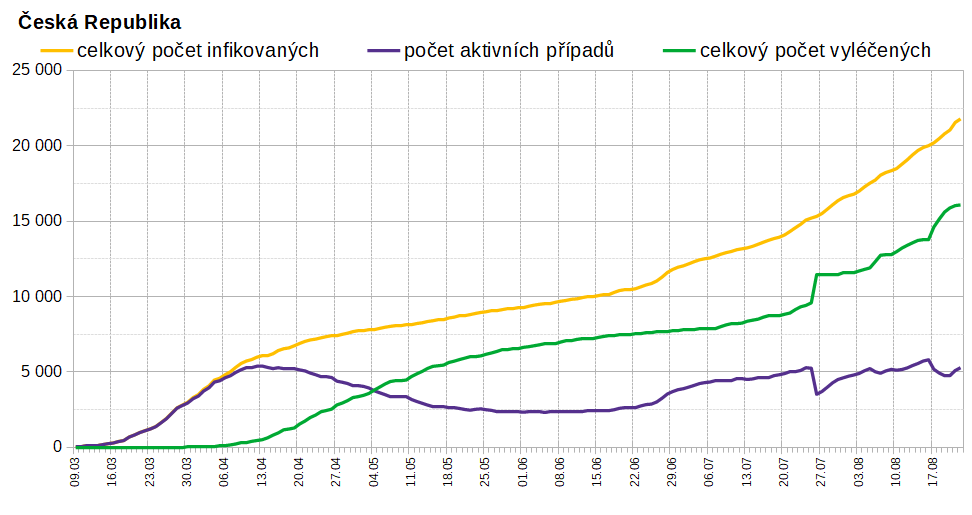 Česká Republika
celkový počet infikovaných počet aktivních případů celkový počet vyléčených
25 000
20 000
15 000
10 000
5 000
0
09.03 16.03 23.03 30.03 06.04 13.04 20.04 27.04 04.05 11.05 18.05 25.05 01.06 08.06 15.06 22.06 29.06 06.07 13.07 20.07 27.07 03.08 10.08 17.08